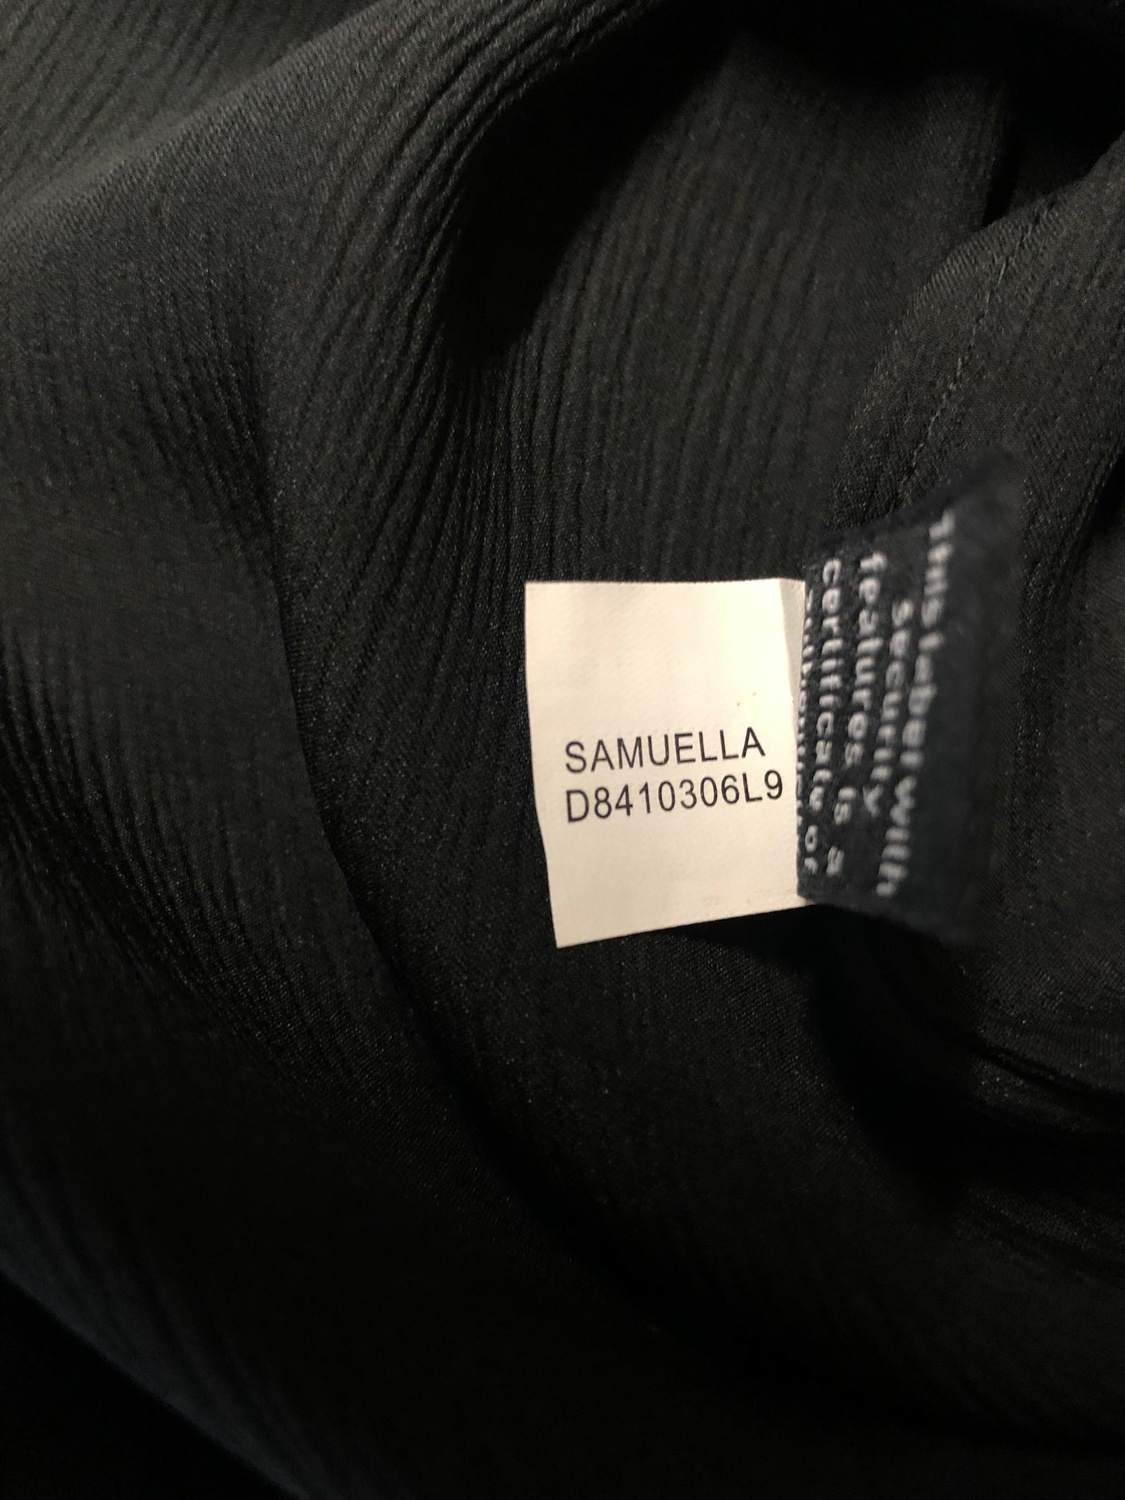 SAMUELLA
D8410306L9
This label with
security
features is a
certificate of